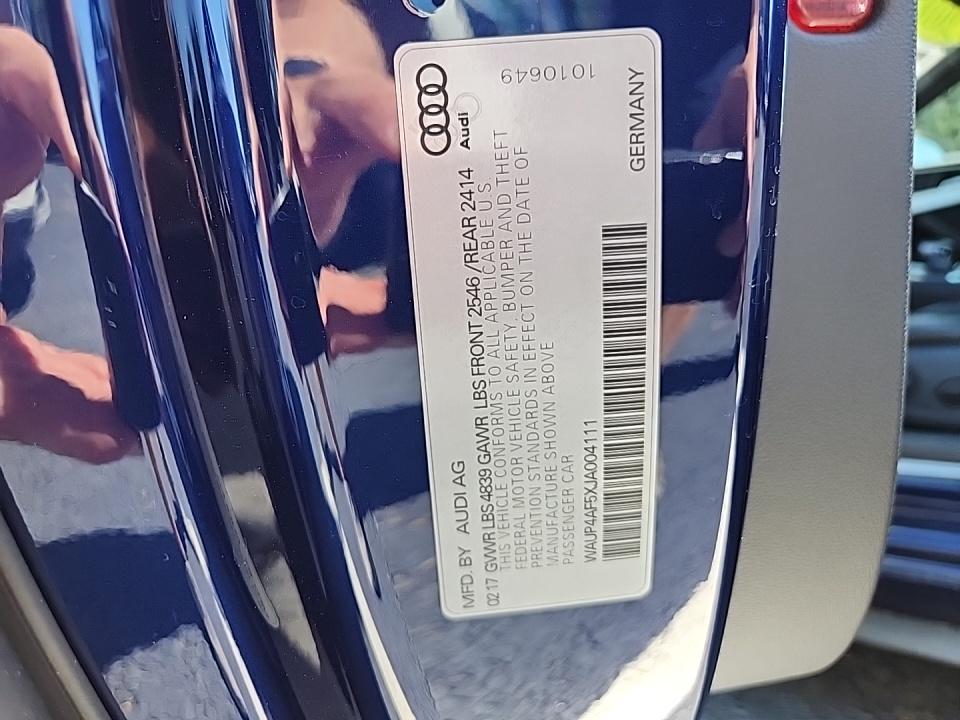 MFD. BY AUDI AG
Audi
02 17 GVWR LBS 4839 GAWR LBS FRONT 2546 / REAR 2414
THIS VEHICLE CONFORMS TO ALL APPLICABLE U.S.
FEDERAL MOTOR VEHICLE SAFETY, BUMPER AND THEFT
PREVENTION STANDARDS IN EFFECT ON THE DATE OF
MANUFACTURE SHOWN ABOVE
PASSENGER CAR
1010649
WAUP4AF5XJA004111
GERMANY